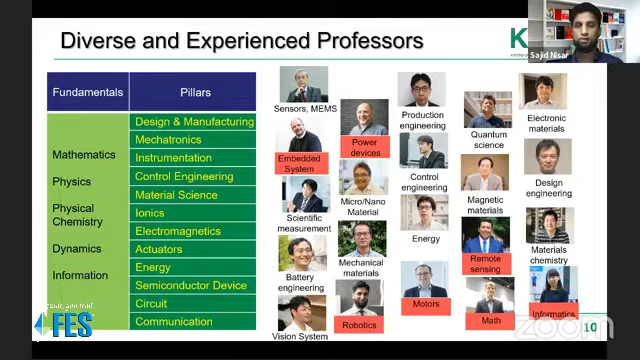 Diverse and Experienced Professors
K
Sajid Nisar
Fundamentals
Pillars
Mathematics
Physics
Physical
Chemistry
Dynamics
Information
Design & Manufacturing
Mechatronics
Instrumentation
Control Engineering
Material Science
Ionics
Electromagnetics
Actuators
Energy
Semiconductor Device
Circuit
Communication
Sensors, MEMS
Embedded
System
Scientific
measurement
Battery
engineering
Vision System
Power
devices
Micro/Nano
Material
Mechanical
materials
Robotics
Production
engineering
Control
engineering
Energy
Motors
Quantum
science
Magnetic
materials
Remote
sensing
Math
Electronic
materials
Design
engineering
Materials
chemistry
Informatics
FES
zoom
10